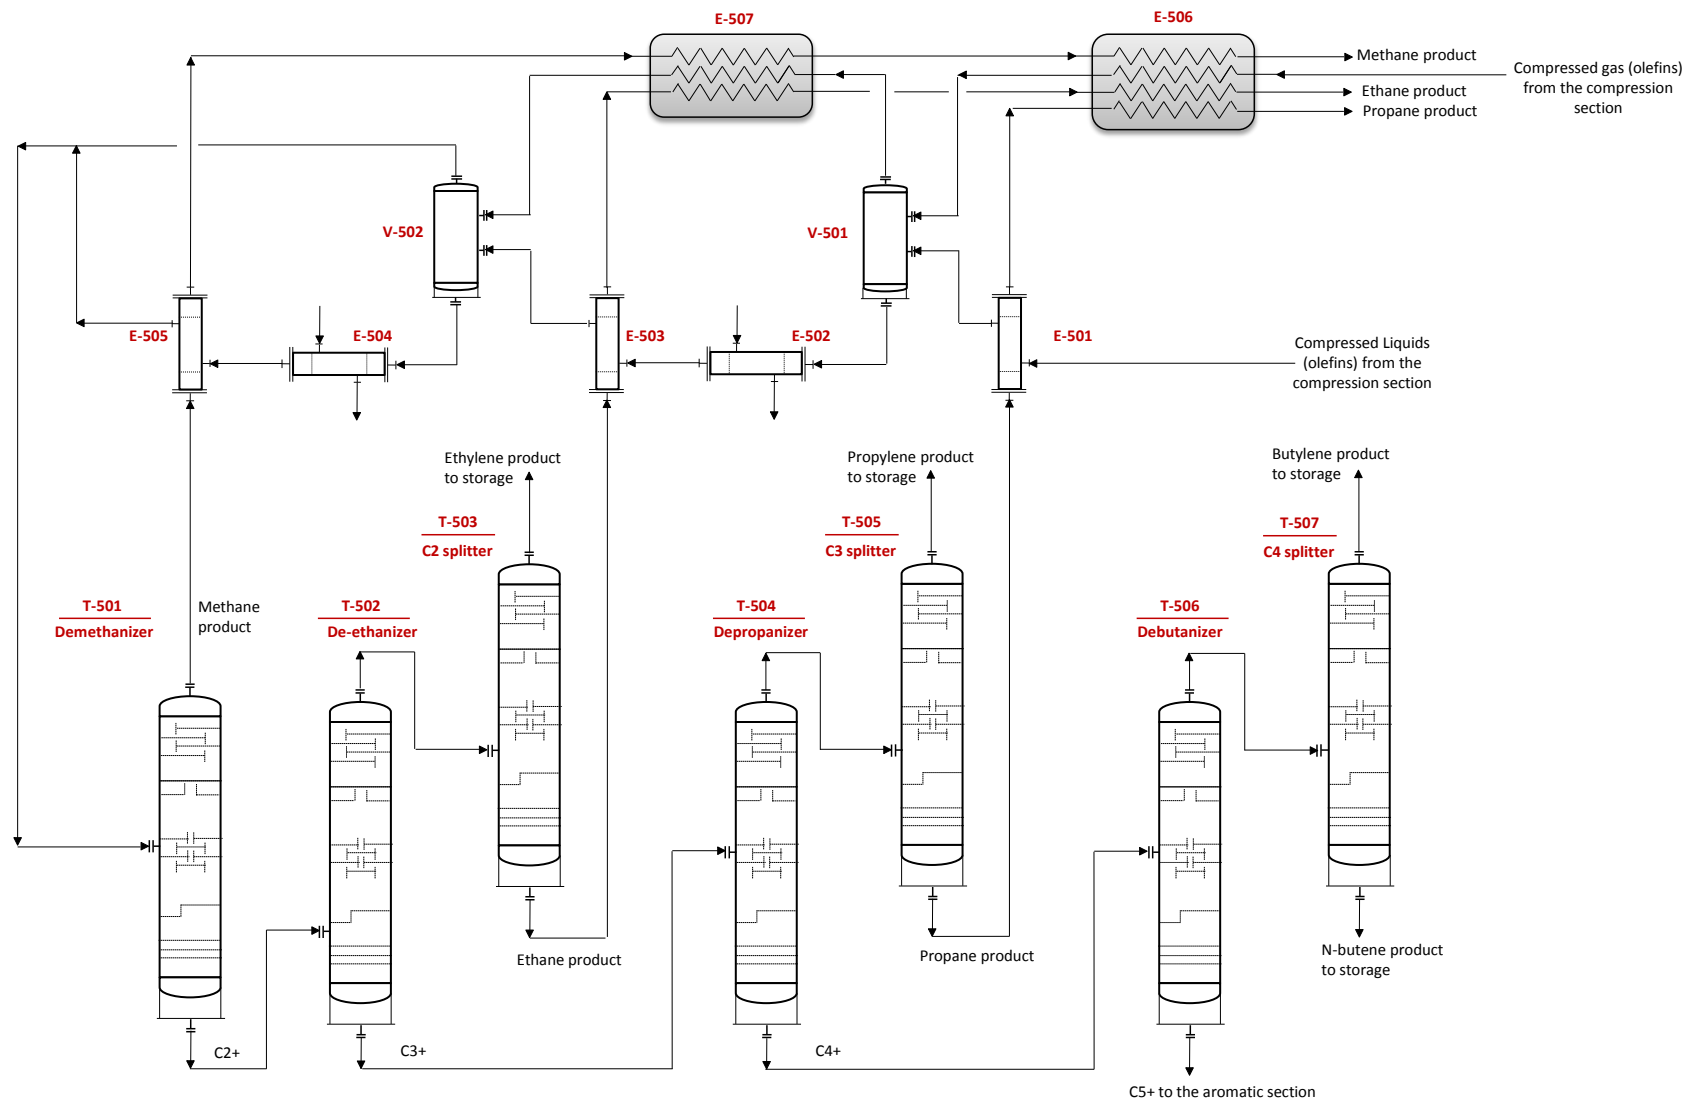 E-507
E-506
Methane product
Compressed gas (olefins)
from the compression
section
Ethane product
Propane product
V-502
V-501
E-505
E-504
E-503
E-502
E-501
Compressed Liquids
(olefins) from the
compression section
Ethylene product
to storage
Propylene product
to storage
Butylene product
to storage
T-503
C2 splitter
T-505
C3 splitter
T-507
C4 splitter
T-501
Demethanizer
Methane
product
T-502
De-ethanizer
T-504
Depropanizer
T-506
Debutanizer
Ethane product
Propane product
N-butene product
to storage
C2+
C3+
C4+
C5+ to the aromatic section